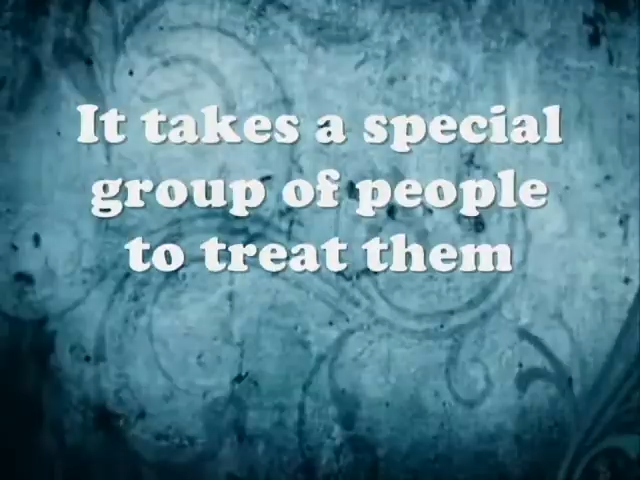 It takes a special
group of people
to treat them